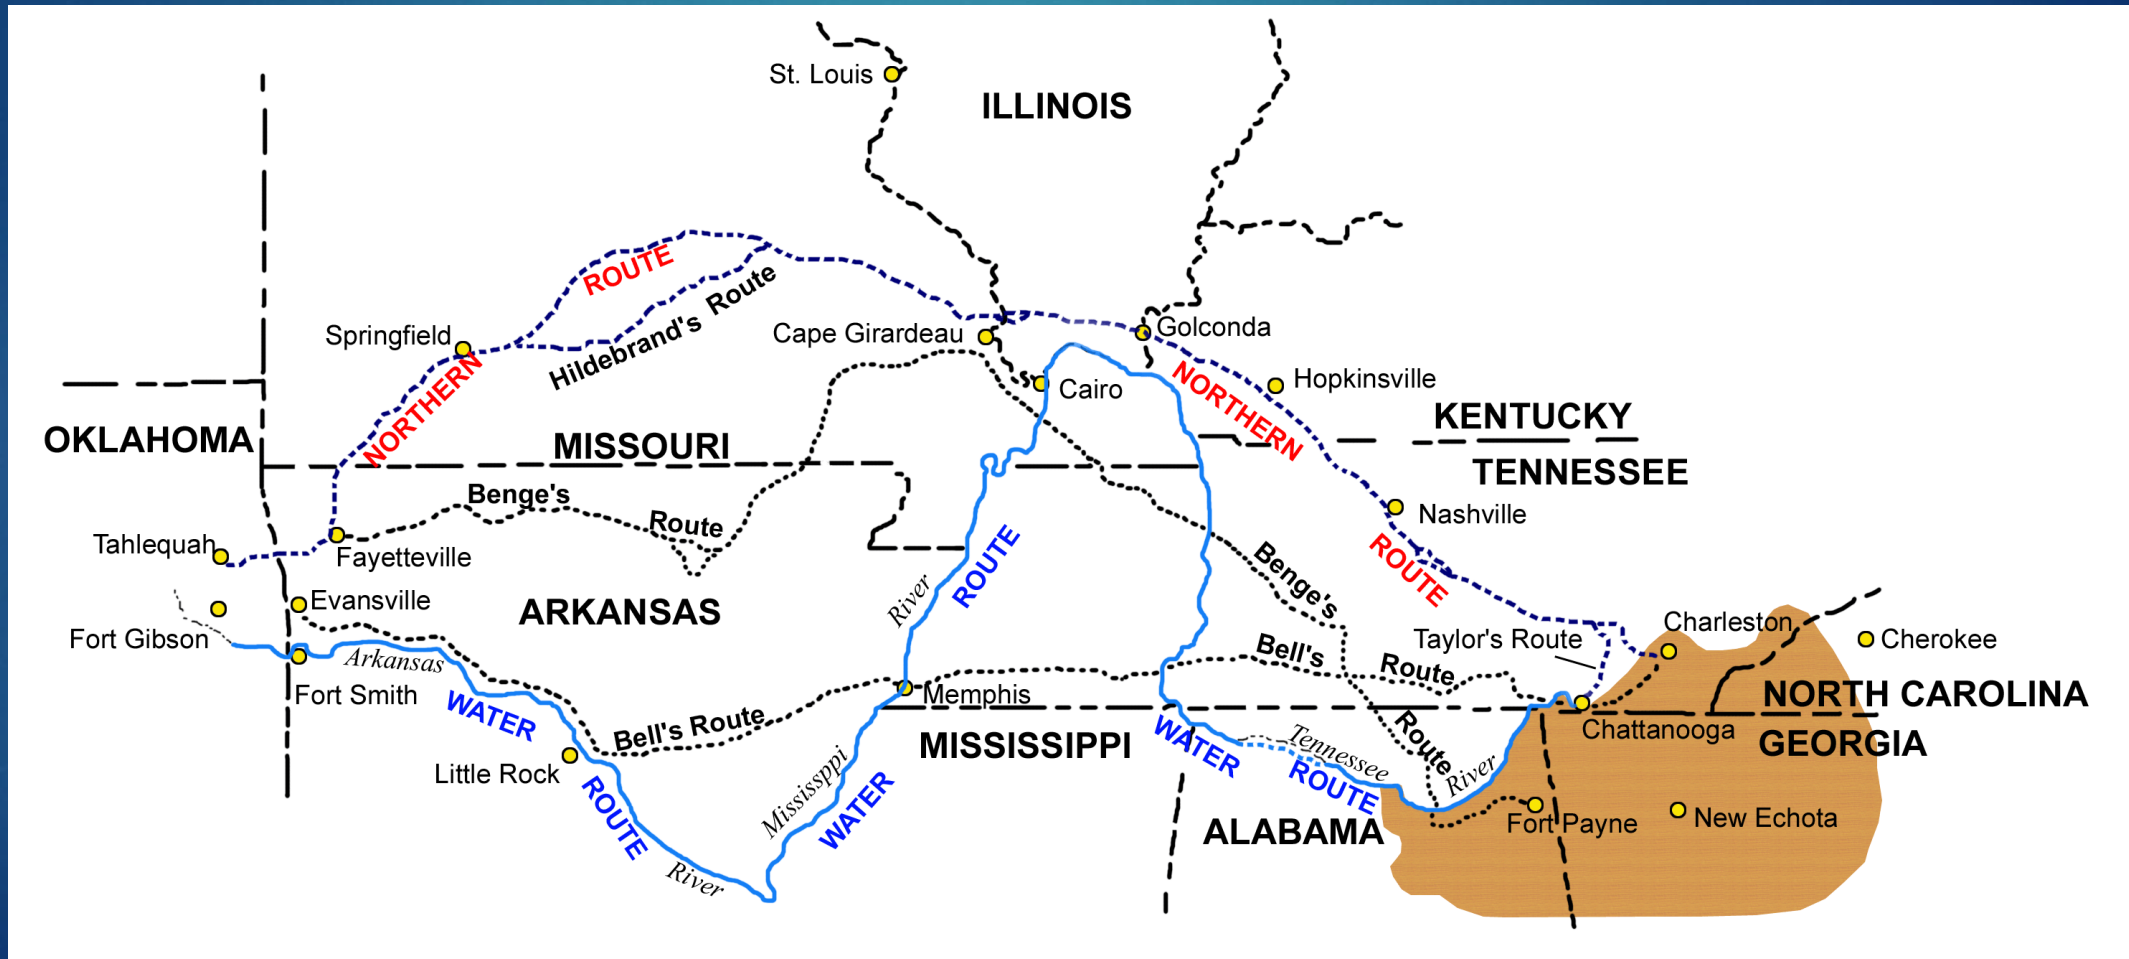 St. Louis
ILLINOIS
ROUTE
Hildebrand's Route
Springfield
Cape Girardeau
Golconda
NORTHERN
Cairo
NORTHERN
Hopkinsville
KENTUCKY
OKLAHOMA
MISSOURI
TENNESSEE
Benge's
Route
Nashville
Tahlequah
Fayetteville
ROUTE
ROUTE
Benge's
Evansville
ARKANSAS
River
Charleston
Fort Gibson
Taylor's Route
Cherokee
Arkansas
Bell's
Route
Fort Smith
Memphis
NORTH CAROLINA
WATER
Bell's Route
Chattanooga
MISSISSIPPI
WATER
Route
GEORGIA
Tennessee
River
Little Rock
ROUTE
Mississppi
WATER
ROUTE
Fort Payne
New Echota
ALABAMA
River